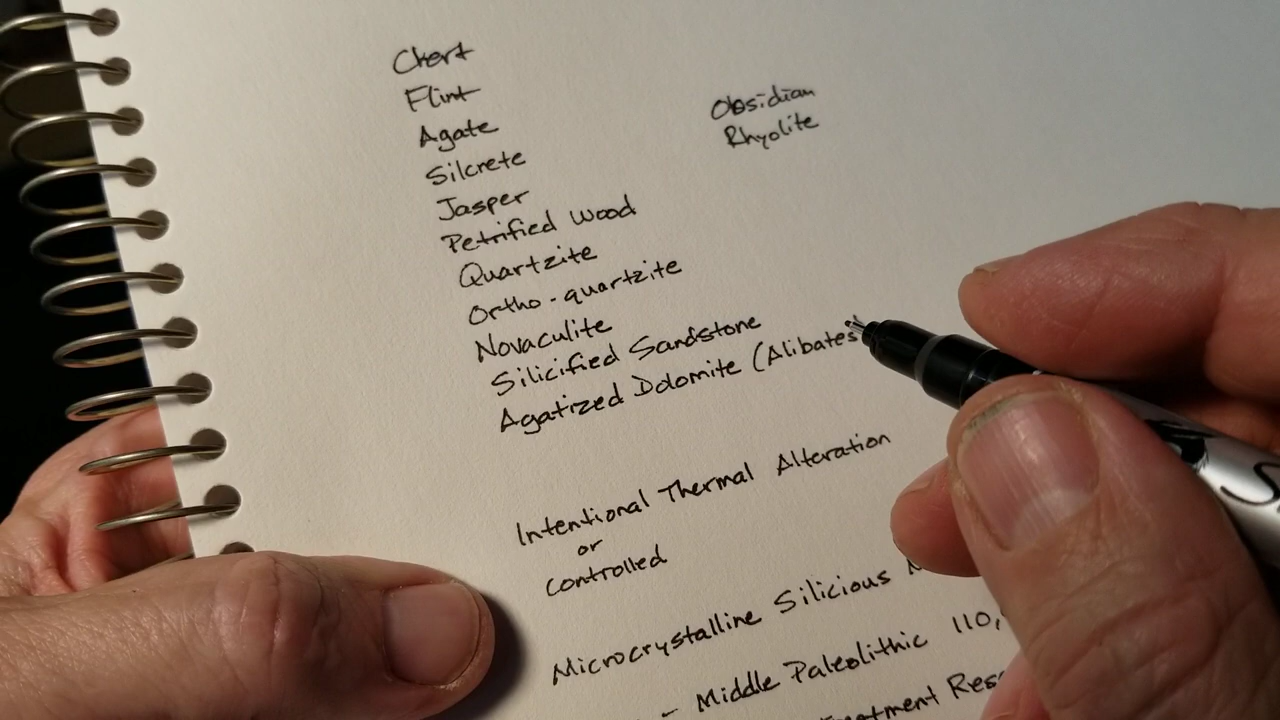 Chert
Flint
Agate
Silcrete
Jasper
Petrified Wood
Quartzite
Ortho-quartzite
Novaculite
Silicified Sandstone
Agatized Dolomite (Alibates
Obsidian
Rhyolite
Intentional Thermal Alteration
or
Controlled
Microcrystalline Silicious
- Middle Paleolithic 110,